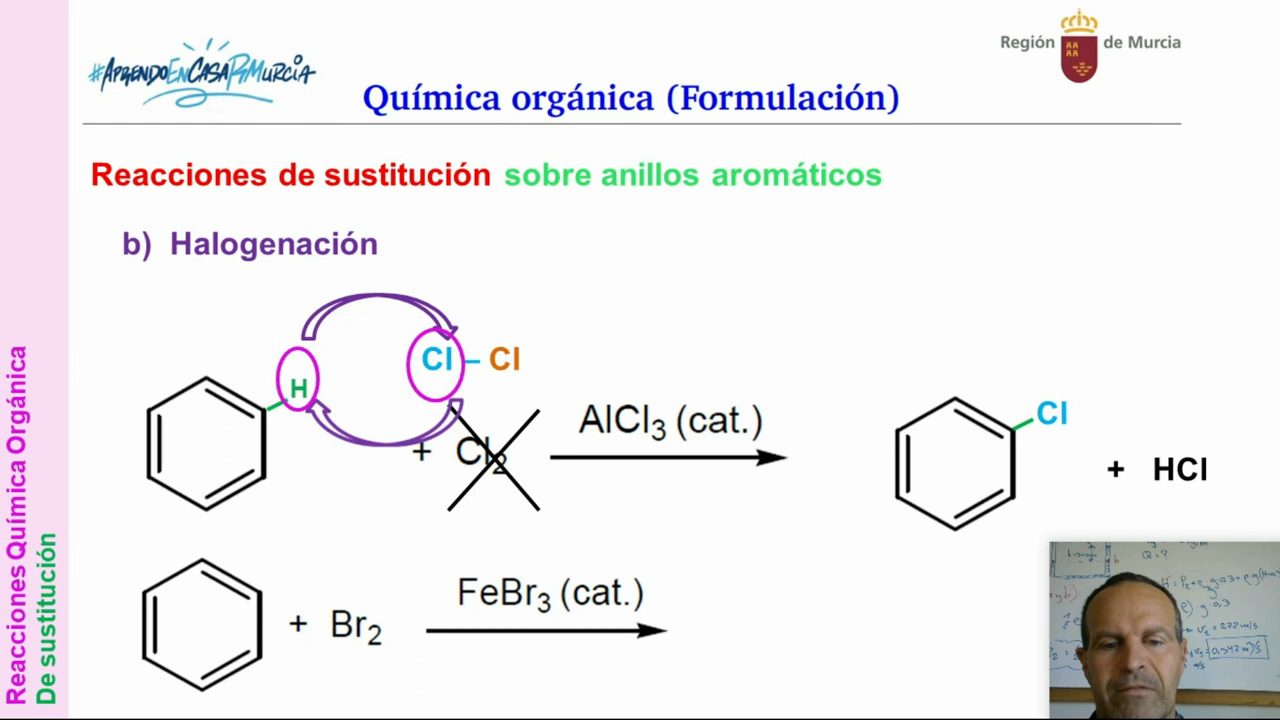 #APRENDOENCASARMURCIA
Región de Murcia
Química orgánica (Formulación)
Reacciones de sustitución sobre anillos aromáticos
b) Halogenación
H
Cl – Cl
+ Cl2
AlCl3 (cat.)
Cl
+ HCl
+ Br2
FeBr3 (cat.)
Reacciones Química Orgánica
De sustitución
Q = ?